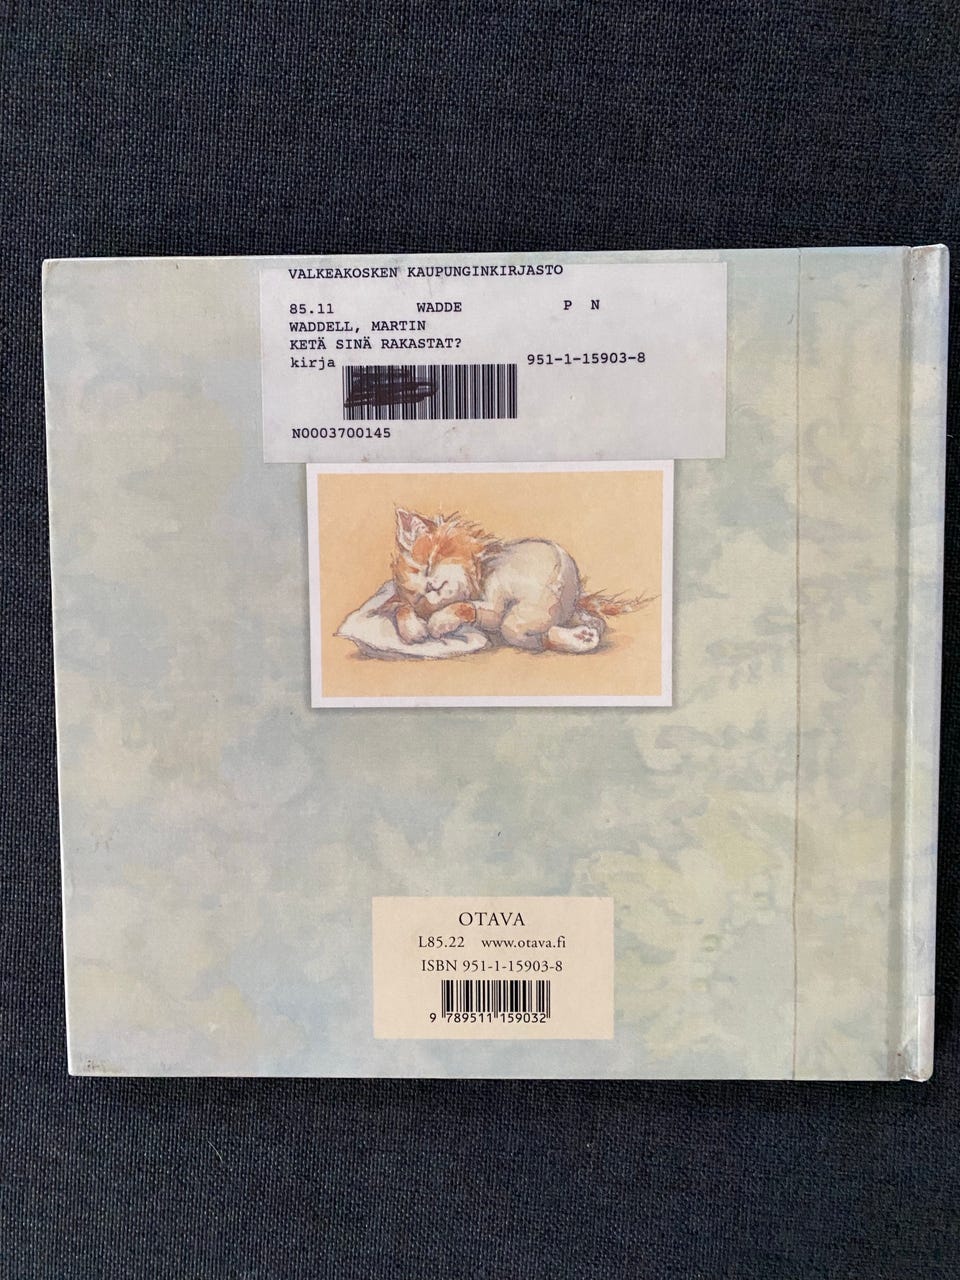 VALKEAKOSKEN KAUPUNGINKIRJASTO
85.11 WADDE P N
WADDELL, MARTIN
KETÄ SINÄ RAKASTAT?
kirja 951-1-15903-8
N0003700145
OTAVA
L85.22 www.otava.fi
ISBN 951-1-15903-8
9 789511 159032